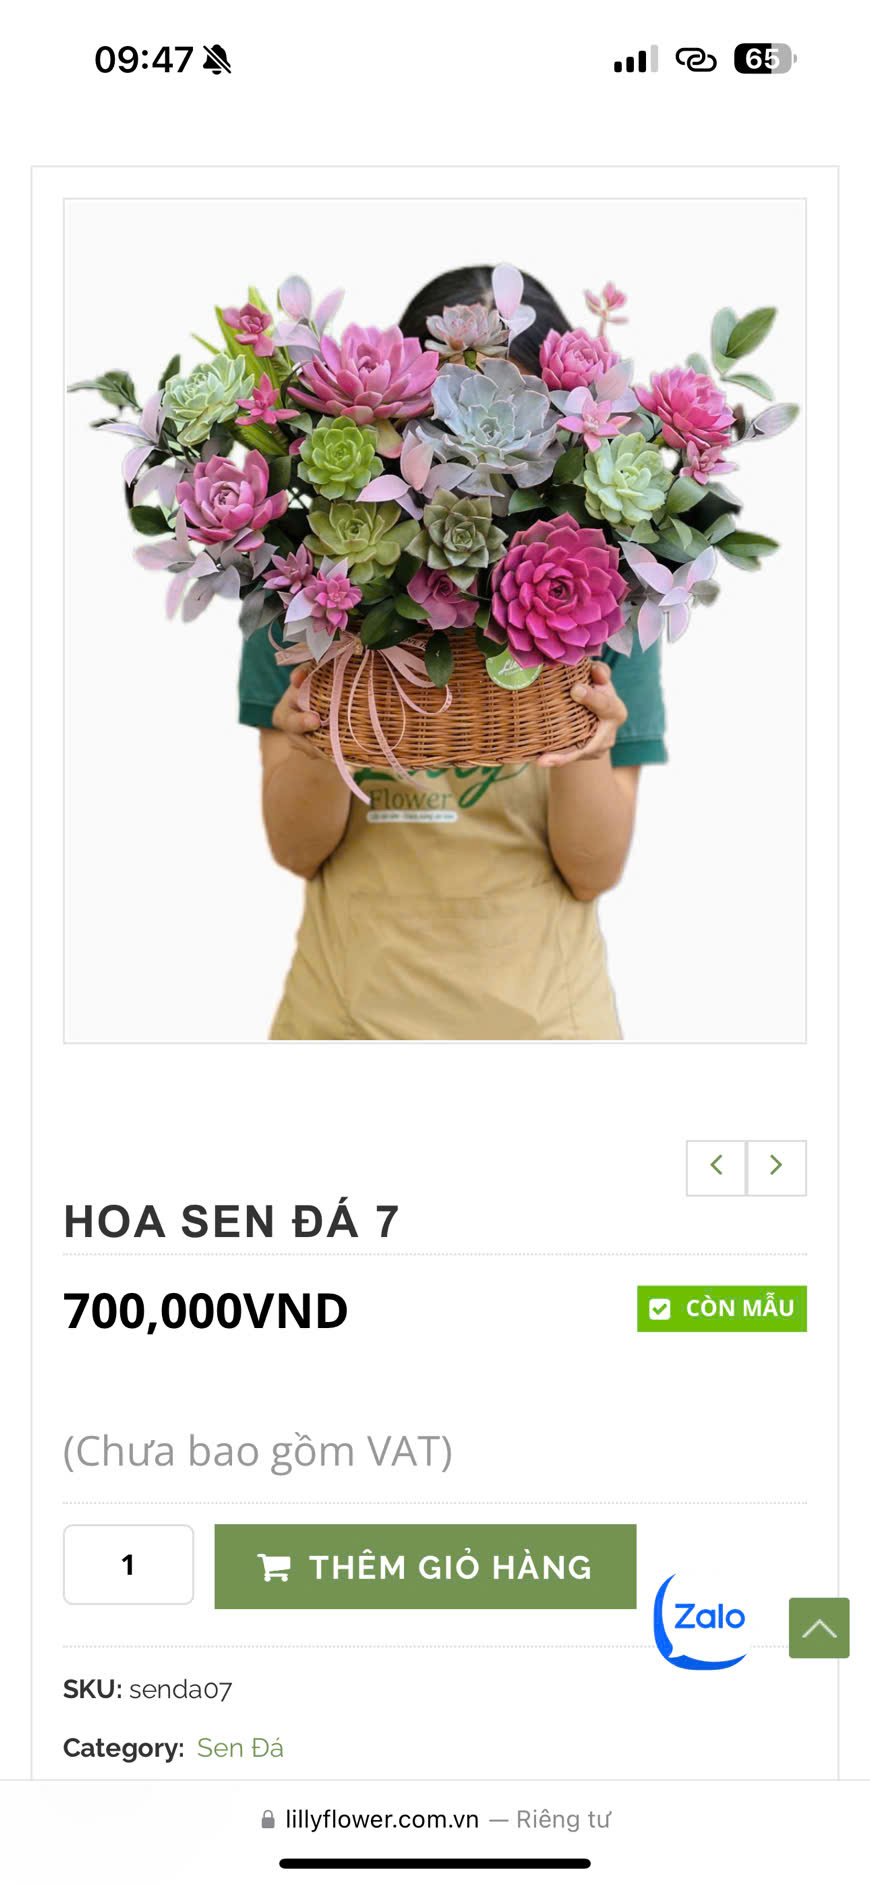 09:47
65
Lilly
Flower
HOA SEN ĐÁ 7
700,000VND
CÒN MẪU
(Chưa bao gồm VAT)
1
THÊM GIỎ HÀNG
Zalo
SKU: senda07
Category: Sen Đá
lillyflower.com.vn — Riêng tư